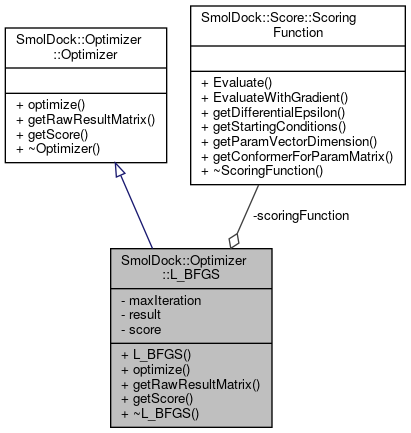 SmolDock::Optimizer
::Optimizer
+ optimize()
+ getRawResultMatrix()
+ getScore()
+ ~Optimizer()
SmolDock::Score::Scoring
Function
+ Evaluate()
+ EvaluateWithGradient()
+ getDifferentialEpsilon()
+ getStartingConditions()
+ getParamVectorDimension()
+ getConformerForParamMatrix()
+ ~ScoringFunction()
-scoringFunction
SmolDock::Optimizer
::L_BFGS
- maxIteration
- result
- score
+ L_BFGS()
+ optimize()
+ getRawResultMatrix()
+ getScore()
+ ~L_BFGS()